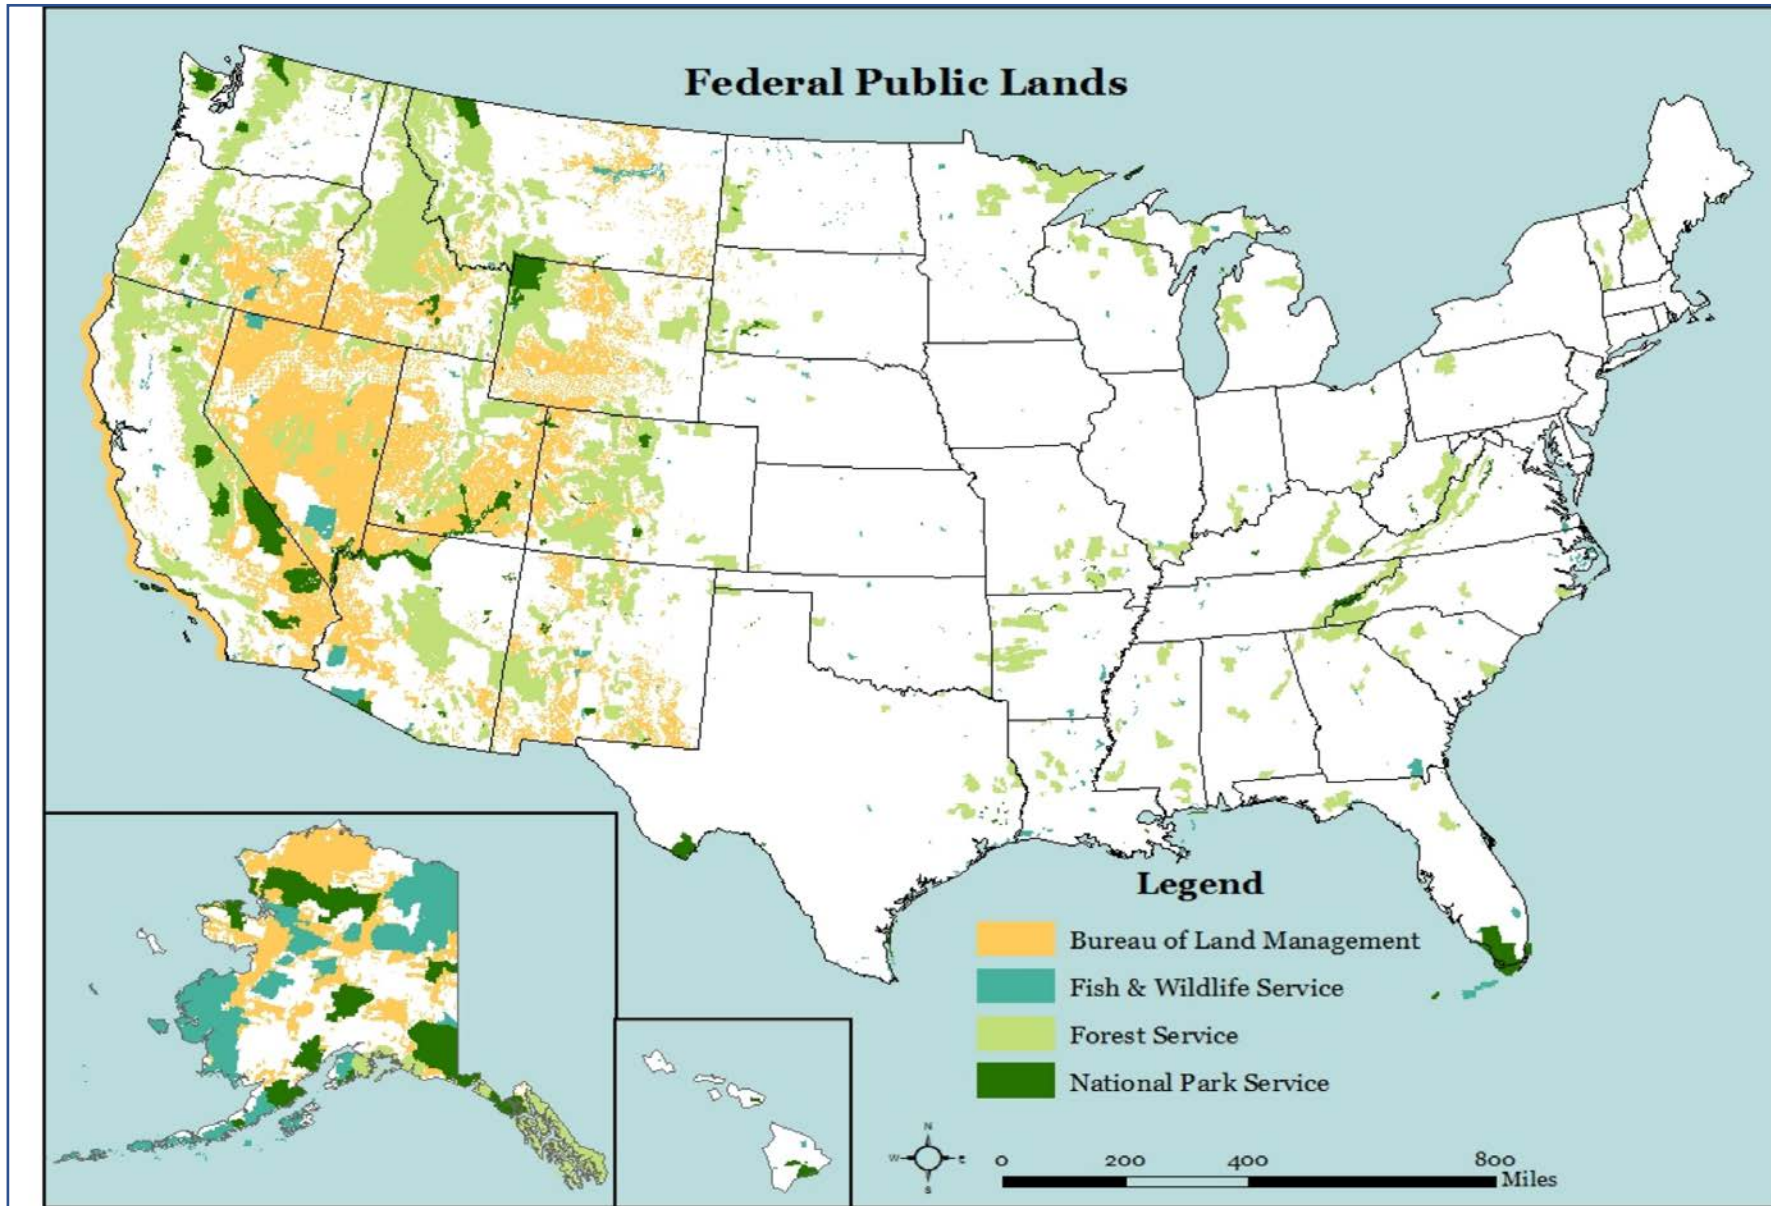 Federal Public Lands
Legend
Bureau of Land Management
Fish & Wildlife Service
Forest Service
National Park Service
N
W E
S
0 200 400 800
Miles